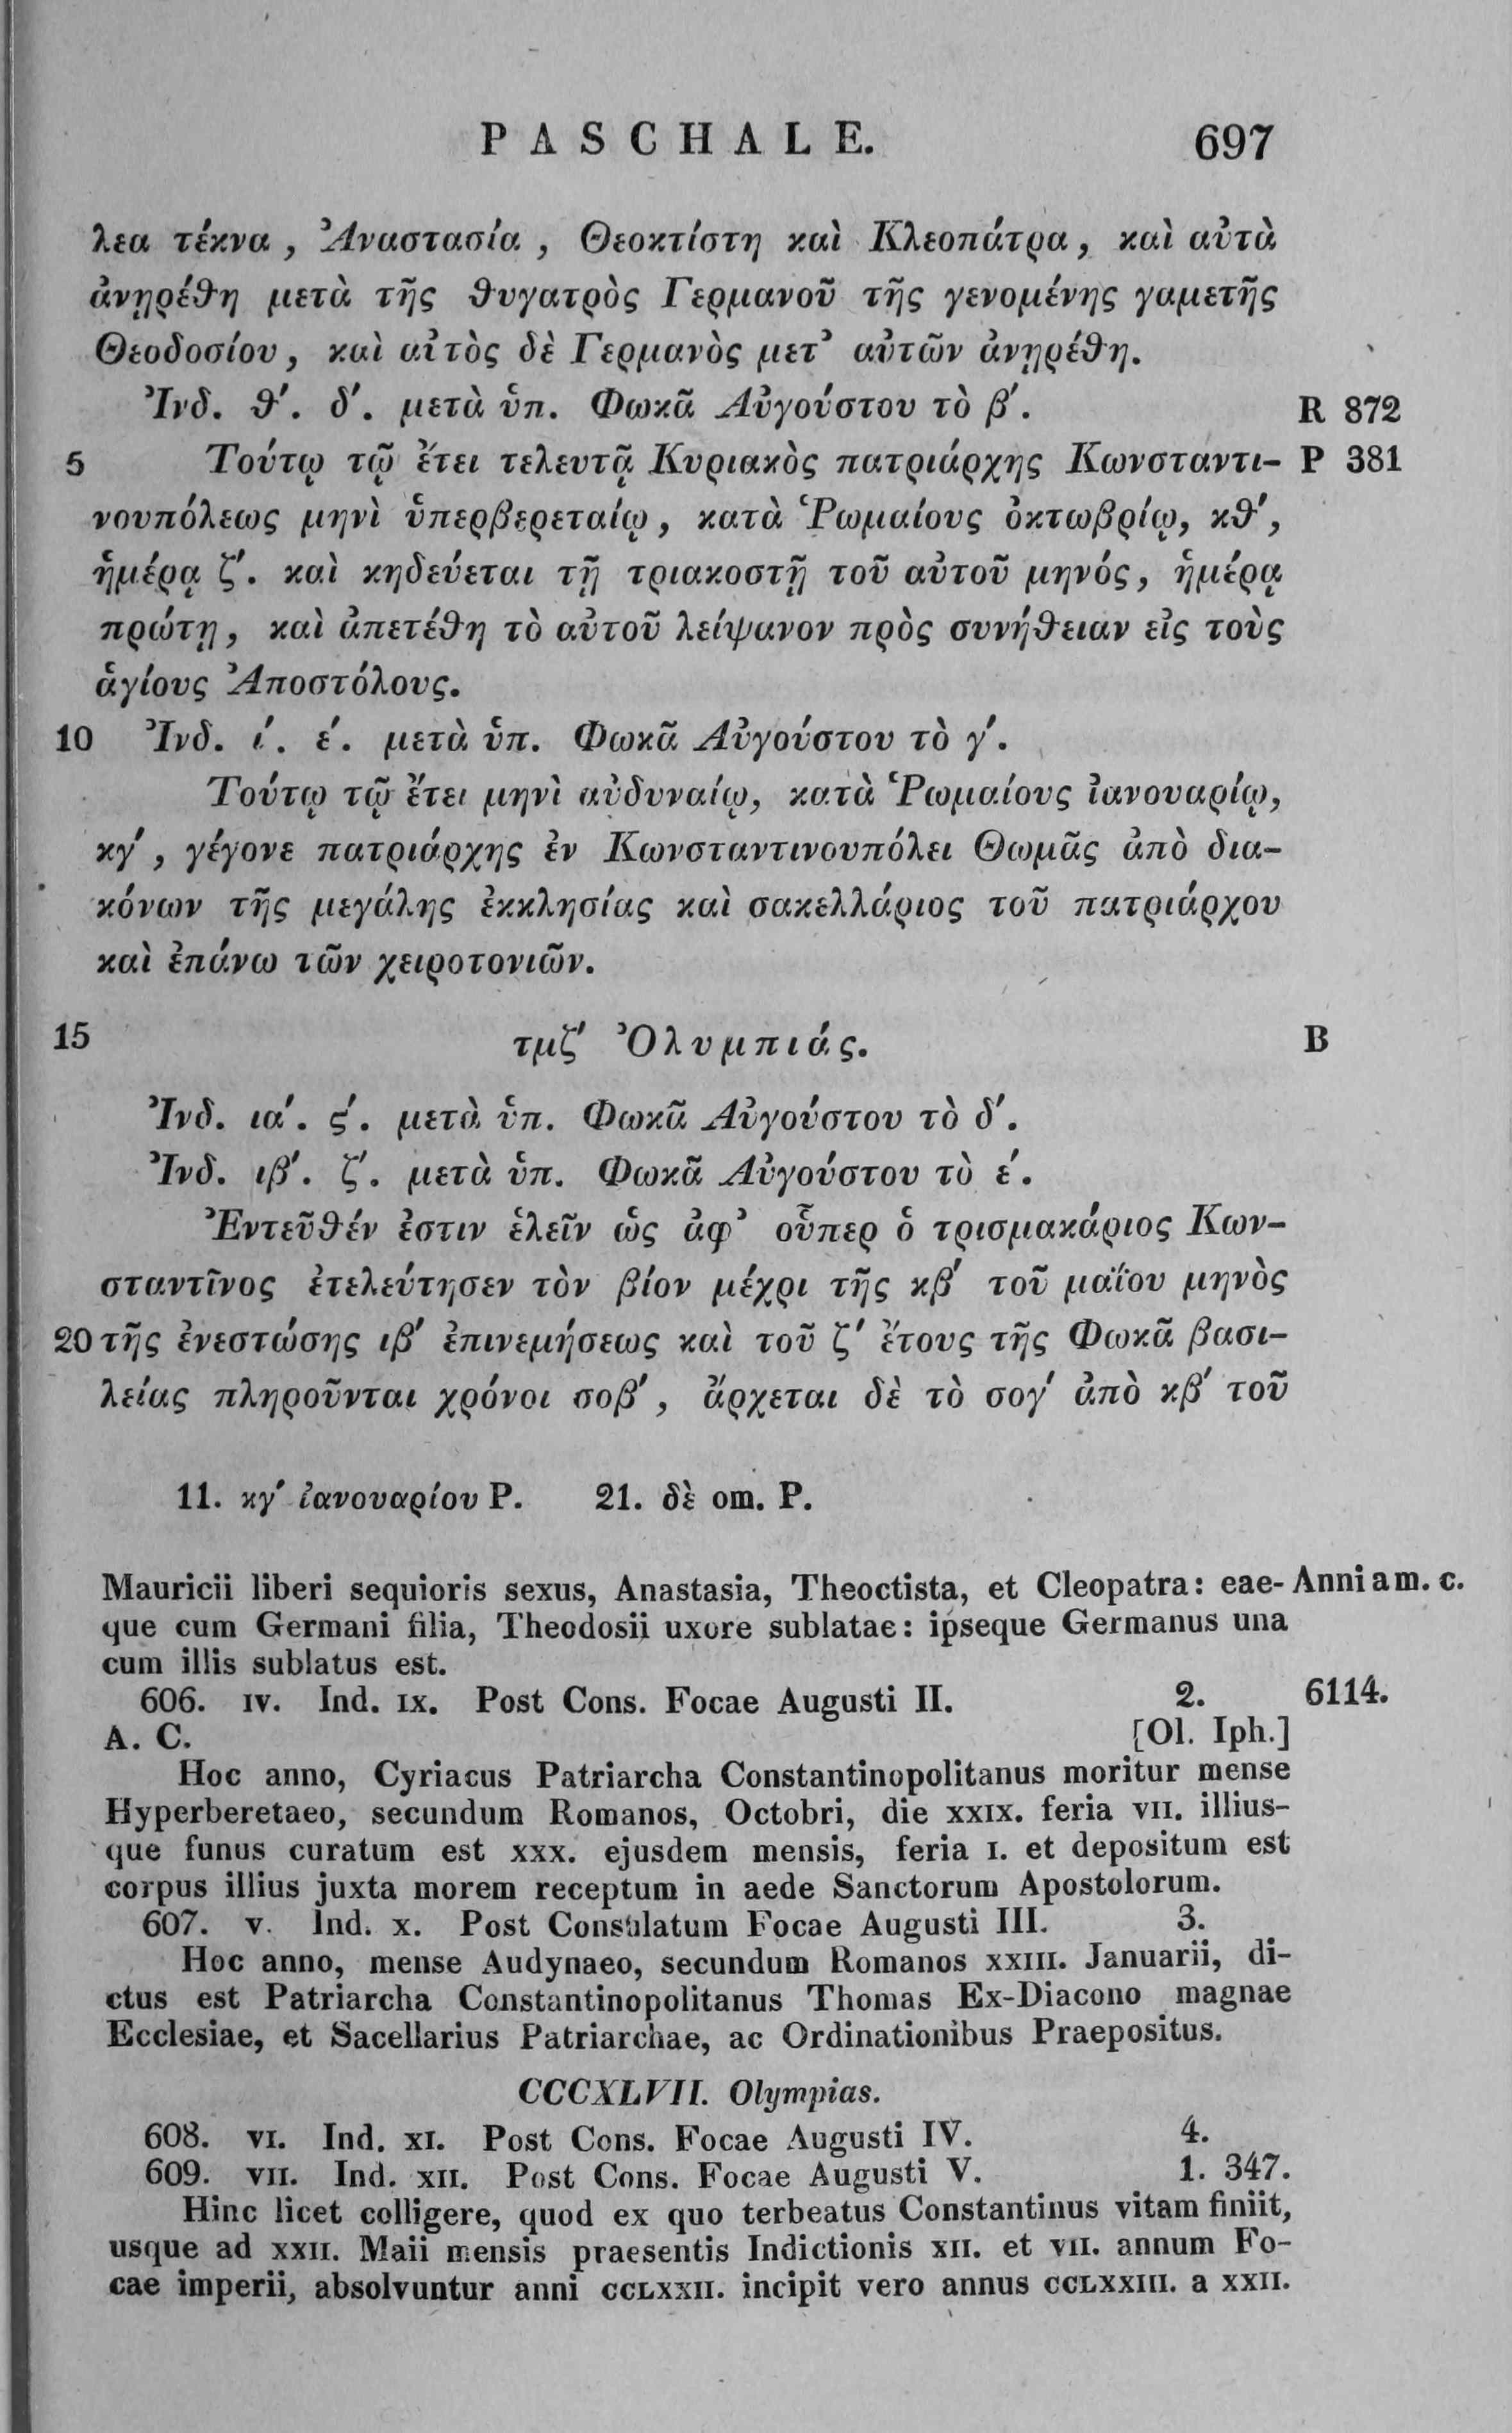 PASCHALE. 697
λεα τέκνα, Ἀναστασία, Θεοκτίστη καὶ Κλεοπάτρα, καὶ αὐτὰ
ἀνῃρέθη μετὰ τῆς θυγατρὸς Γερμανοῦ τῆς γενομένης γαμετῆς
Θεοδοσίου, καὶ αὐτὸς δὲ Γερμανὸς μετ’ αὐτῶν ἀνῃρέθη.
Ἰνδ. θ΄. δ΄. μετὰ ὑπ. Φωκᾶ Αὐγούστου τὸ β΄. R 872
5 Τούτῳ τῷ ἔτει τελευτᾷ Κυριακὸς πατριάρχης Κωνσταντι- P 381
νουπόλεως μηνὶ ὑπερβερεταίῳ, κατὰ Ῥωμαίους ὀκτωβρίῳ, κθ΄,
ἡμέρᾳ ζ΄. καὶ κηδεύεται τῇ τριακοστῇ τοῦ αὐτοῦ μηνός, ἡμέρᾳ
πρώτῃ, καὶ ἀπετέθη τὸ αὐτοῦ λείψανον πρὸς συνήθειαν εἰς τοὺς
ἁγίους Ἀποστόλους.
10 Ἰνδ. ί. έ. μετὰ ὑπ. Φωκᾶ Αὐγούστου τὸ γ΄.
Τούτῳ τῷ ἔτει μηνὶ αὐδυναίῳ, κατὰ Ῥωμαίους ἰανουαρίῳ,
κγ΄, γέγονε πατριάρχης ἐν Κωνσταντινουπόλει Θωμᾶς ἀπὸ δια-
κόνων τῆς μεγάλης ἐκκλησίας καὶ σακελλάριος τοῦ πατριάρχου
καὶ ἐπάνω τῶν χειροτονιῶν.
15 τμζ΄ Ὀλυμπιάς. B
Ἰνδ. ια΄. ϛ΄. μετὰ ὑπ. Φωκᾶ Αὐγούστου τὸ δ΄.
Ἰνδ. ιβ΄. ζ΄. μετὰ ὑπ. Φωκᾶ Αὐγούστου τὸ έ.
Ἐντεῦθέν ἐστιν ἑλεῖν ὡς ἀφ’ οὗπερ ὁ τρισμακάριος Κων-
σταντῖνος ἐτελεύτησεν τὸν βίον μέχρι τῆς κβ΄ τοῦ μαΐου μηνὸς
20 τῆς ἐνεστώσης ιβ΄ ἐπινεμήσεως καὶ τοῦ ζ΄ ἔτους τῆς Φωκᾶ βασι-
λείας πληροῦνται χρόνοι σοβ΄, ἄρχεται δὲ τὸ σογ΄ ἀπὸ κβ΄ τοῦ
11. κγ΄ ἰανουαρίου P. 21. δὲ om. P.
Mauricii liberi sequioris sexus, Anastasia, Theoctista, et Cleopatra: eae- Anni a m. c.
que cum Germani filia, Theodosii uxore sublatae: ipseque Germanus una
cum illis sublatus est.
606. IV. Ind. IX. Post Cons. Focae Augusti II. 2. 6114.
A. C. [Ol. Iph.]
Hoc anno, Cyriacus Patriarcha Constantinopolitanus moritur mense
Hyperberetaeo, secundum Romanos, Octobri, die XXIX. feria VII. illius-
que funus curatum est XXX. ejusdem mensis, feria I. et depositum est
corpus illius juxta morem receptum in aede Sanctorum Apostolorum.
607. V. Ind. X. Post Consulatum Focae Augusti III. 3.
Hoc anno, mense Audynaeo, secundum Romanos XXIII. Januarii, di-
ctus est Patriarcha Constantinopolitanus Thomas Ex-Diacono magnae
Ecclesiae, et Sacellarius Patriarchae, ac Ordinationibus Praepositus.
CCCXLVII. Olympias.
608. VI. Ind. XI. Post Cons. Focae Augusti IV. 4.
609. VII. Ind. XII. Post Cons. Focae Augusti V. 1. 347.
Hinc licet colligere, quod ex quo terbeatus Constantinus vitam finiit,
usque ad XXII. Maii mensis praesentis Indictionis XII. et VII. annum Fo-
cae imperii, absolvuntur anni CCLXXII. incipit vero annus CCLXXIII. a XXII.